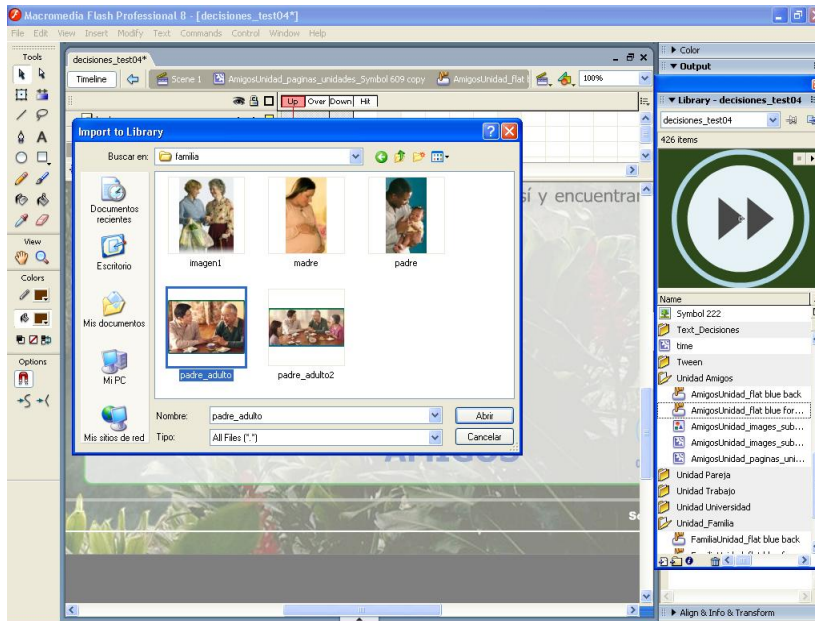 Macromedia Flash Professional 8 - [decisiones_test04*]
File Edit View Insert Modify Text Commands Control Window Help
Tools
View
Colors
Options
decisiones_test04*
Timeline Scene 1 AmigosUnidad_paginas_unidades_Symbol 609 copy AmigosUnidad_flat 100%
Up Over Down Hit
Import to Library
Buscar en: familia
Documentos recientes
Escritorio
Mis documentos
Mi PC
Mis sitios de red
imagen1 madre padre
padre_adulto padre_adulto2
Nombre: padre_adulto Abrir
Tipo: All Files (*.*) Cancelar
sí y encuentra
AMIGOS
Se
Color
Output
Library - decisiones_test04
decisiones_test04
426 items
Name
Symbol 222
Text_Decisiones
time
Tween
Unidad Amigos
AmigosUnidad_flat blue back
AmigosUnidad_flat blue for...
AmigosUnidad_images_sub...
AmigosUnidad_images_sub...
AmigosUnidad_paginas_uni...
Unidad Pareja
Unidad Trabajo
Unidad Universidad
Unidad_Familia
FamiliaUnidad_flat blue back
Align & Info & Transform